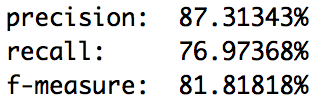 precision: 87.31343%
recall: 76.97368%
f-measure: 81.81818%